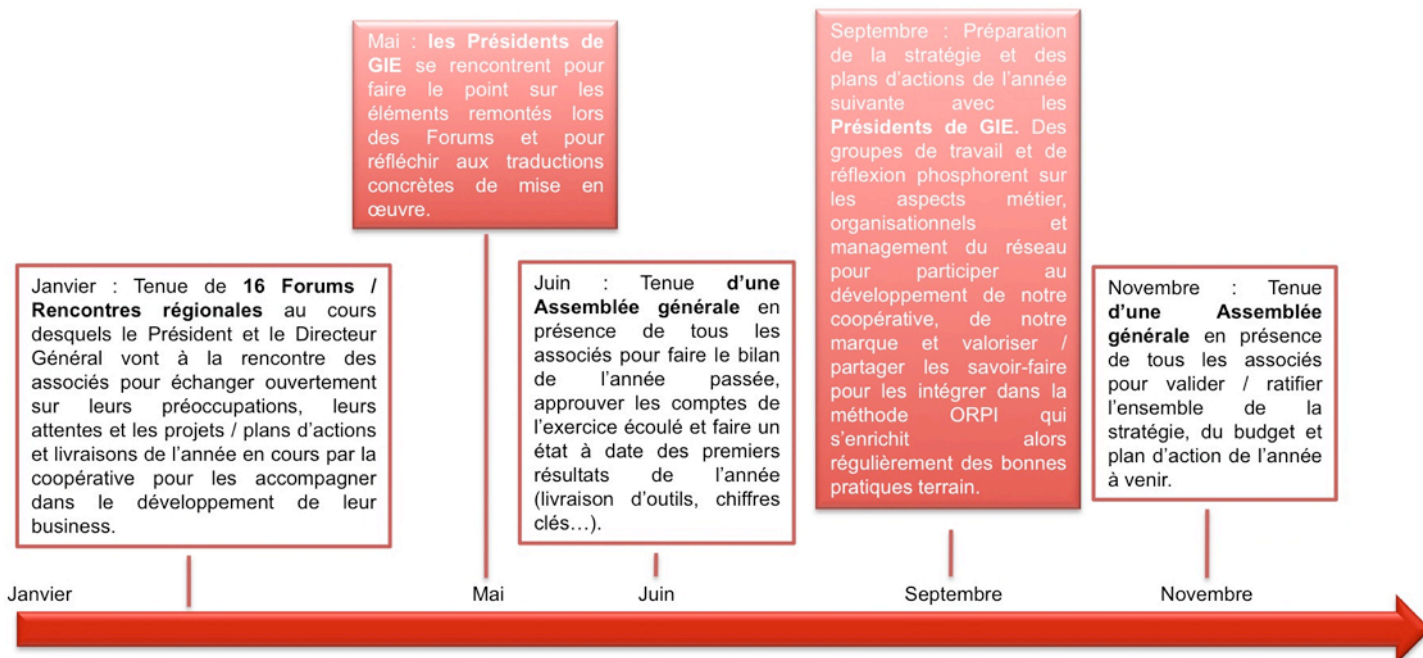 Mai : les Présidents de
GIE se rencontrent pour
faire le point sur les
éléments remontés lors
des Forums et pour
réfléchir aux traductions
concrètes de mise en
œuvre.
Septembre : Préparation
de la stratégie et des
plans d'actions de l'année
suivante avec les
Présidents de GIE. Des
groupes de travail et de
réflexion phosphorent sur
les aspects métier,
organisationnels et
management du réseau
pour participer au
développement de notre
coopérative, de notre
marque et valoriser /
partager les savoir-faire
pour les intégrer dans la
méthode ORPI qui
s'enrichit alors
régulièrement des bonnes
pratiques terrain.
Janvier : Tenue de 16 Forums /
Rencontres régionales au cours
desquels le Président et le Directeur
Général vont à la rencontre des
associés pour échanger ouvertement
sur leurs préoccupations, leurs
attentes et les projets / plans d'actions
et livraisons de l'année en cours par la
coopérative pour les accompagner
dans le développement de leur
business.
Juin : Tenue d'une
Assemblée générale en
présence de tous les
associés pour faire le bilan
de l'année passée,
approuver les comptes de
l'exercice écoulé et faire un
état à date des premiers
résultats de l'année
(livraison d'outils, chiffres
clés…).
Novembre : Tenue
d'une Assemblée
générale en présence
de tous les associés
pour valider / ratifier
l'ensemble de la
stratégie, du budget et
plan d'action de l'année
à venir.
Janvier Mai Juin Septembre Novembre